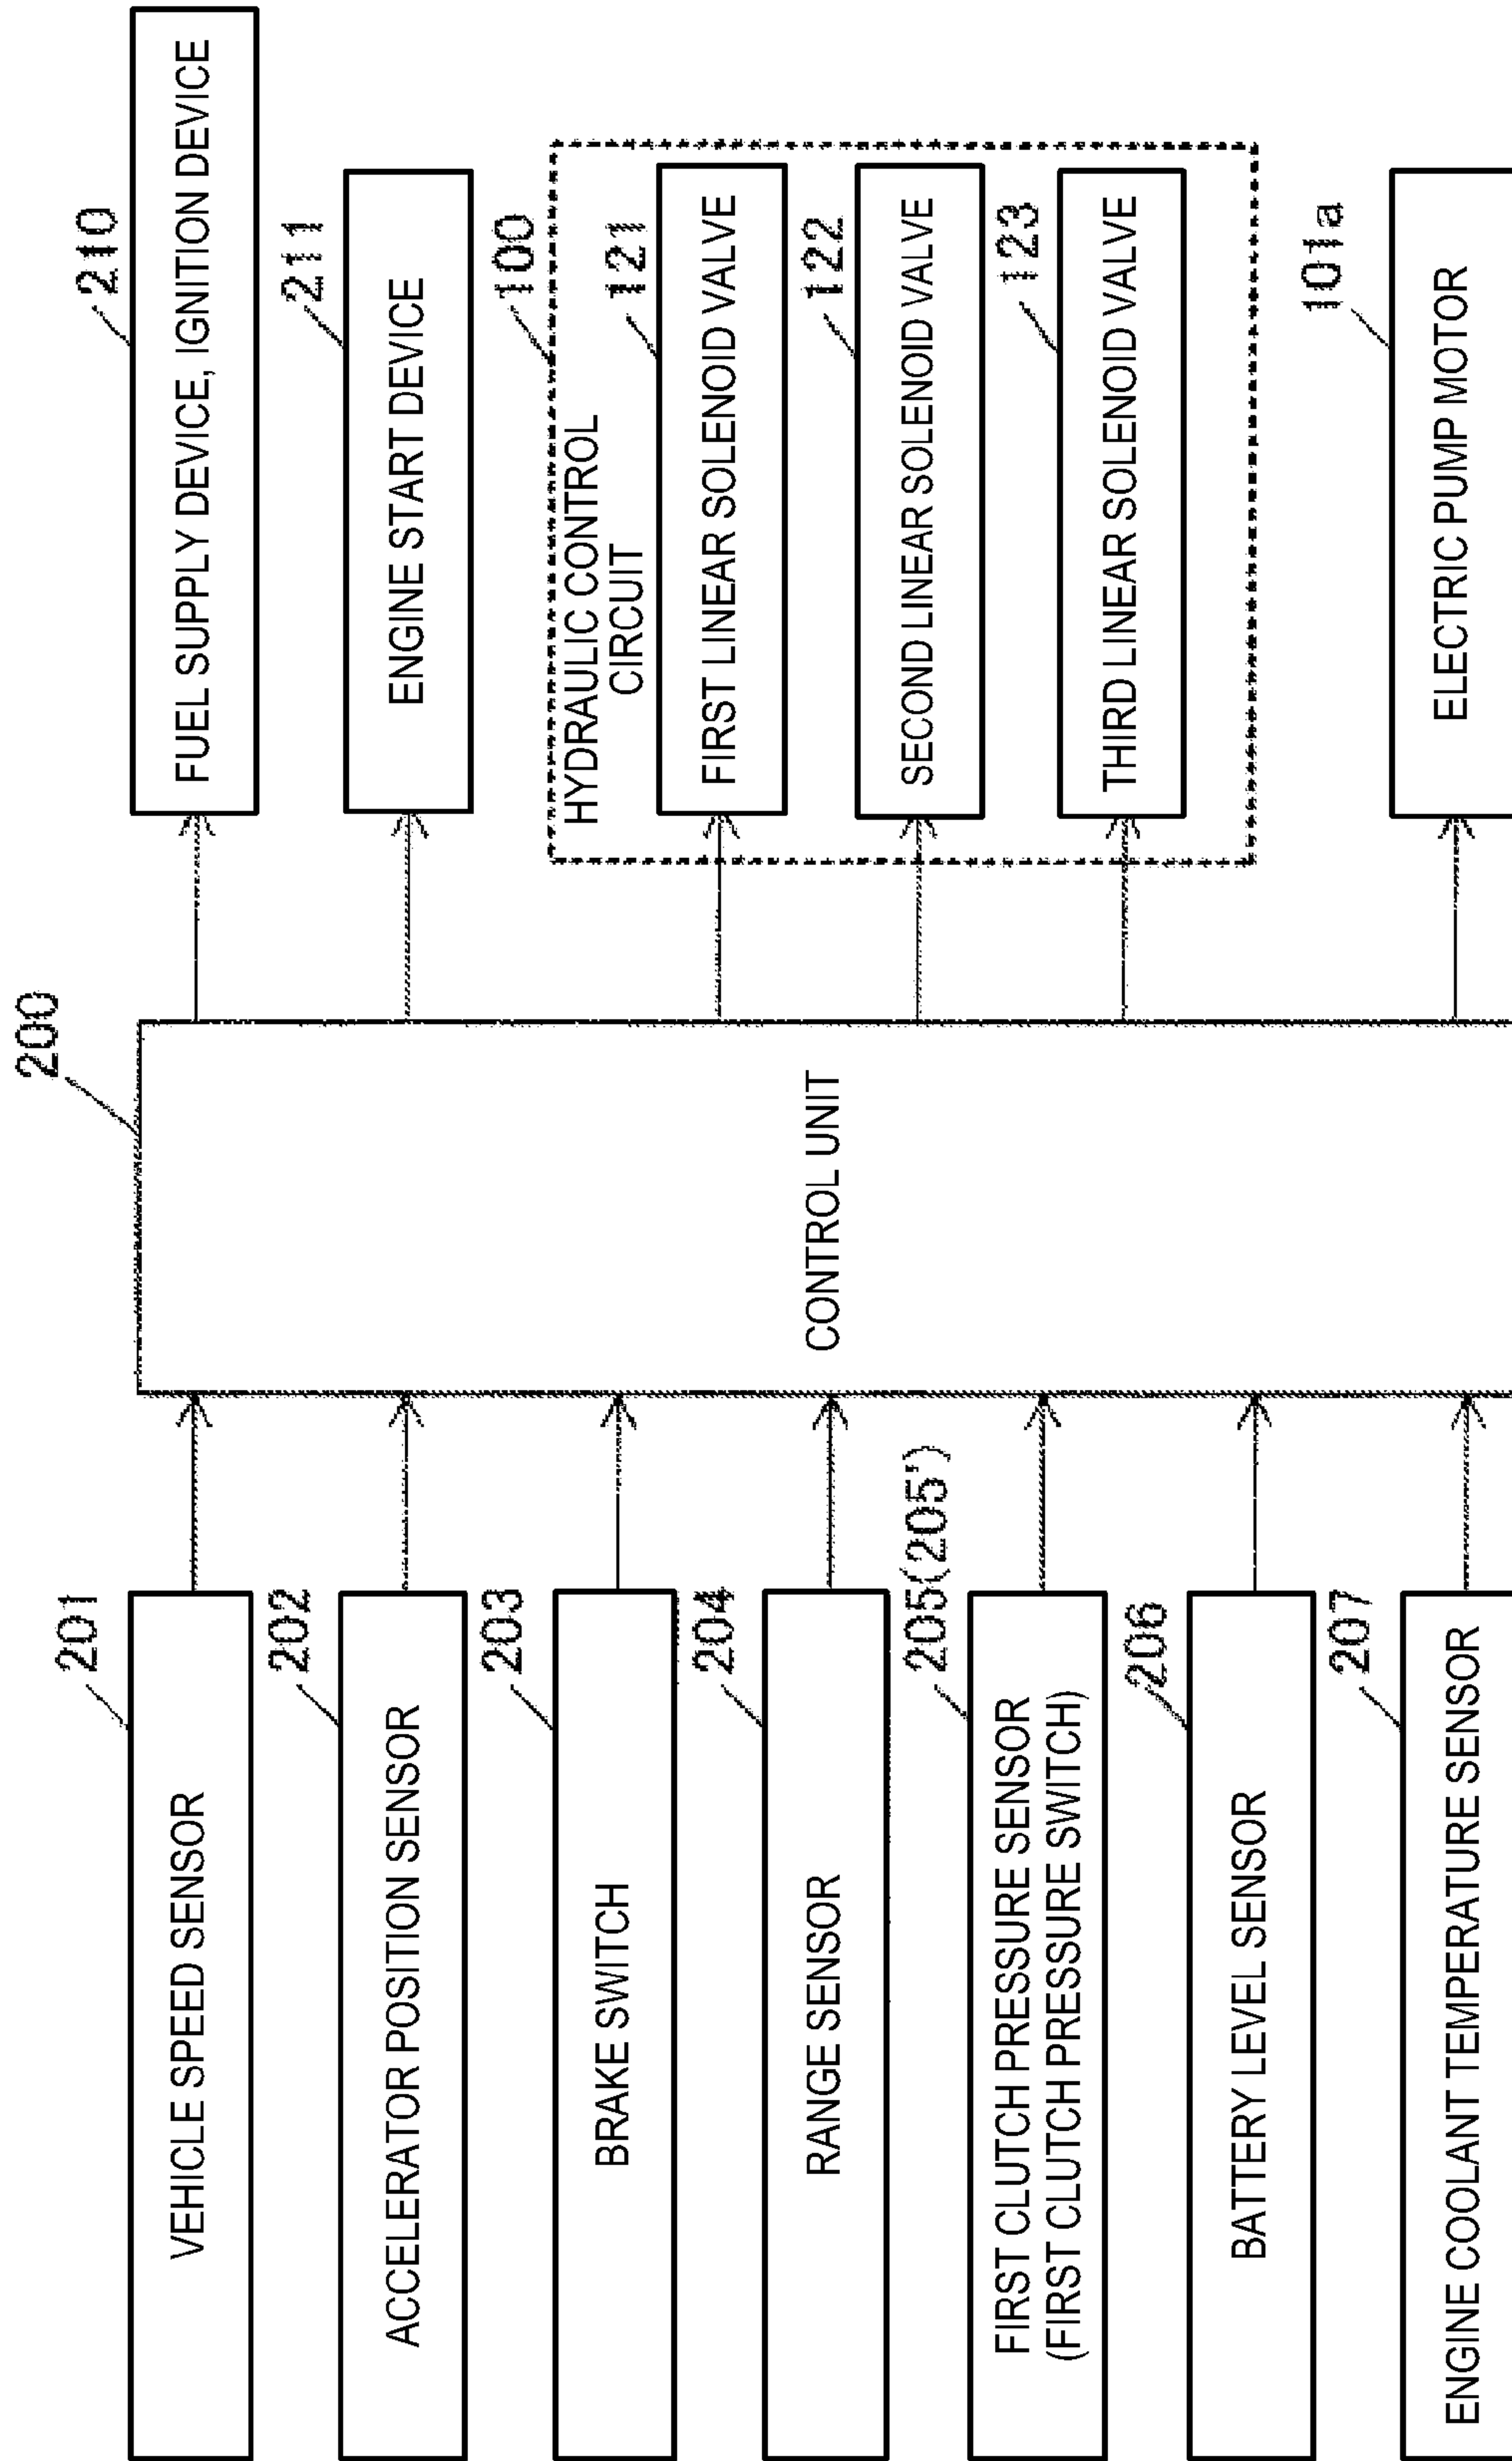 200
201
VEHICLE SPEED SENSOR
202
ACCELERATOR POSITION SENSOR
203
BRAKE SWITCH
204
RANGE SENSOR
205(205')
FIRST CLUTCH PRESSURE SENSOR
(FIRST CLUTCH PRESSURE SWITCH)
206
BATTERY LEVEL SENSOR
207
ENGINE COOLANT TEMPERATURE SENSOR
CONTROL UNIT
210
FUEL SUPPLY DEVICE, IGNITION DEVICE
211
ENGINE START DEVICE
100
HYDRAULIC CONTROL
CIRCUIT
121
FIRST LINEAR SOLENOID VALVE
122
SECOND LINEAR SOLENOID VALVE
123
THIRD LINEAR SOLENOID VALVE
101a
ELECTRIC PUMP MOTOR